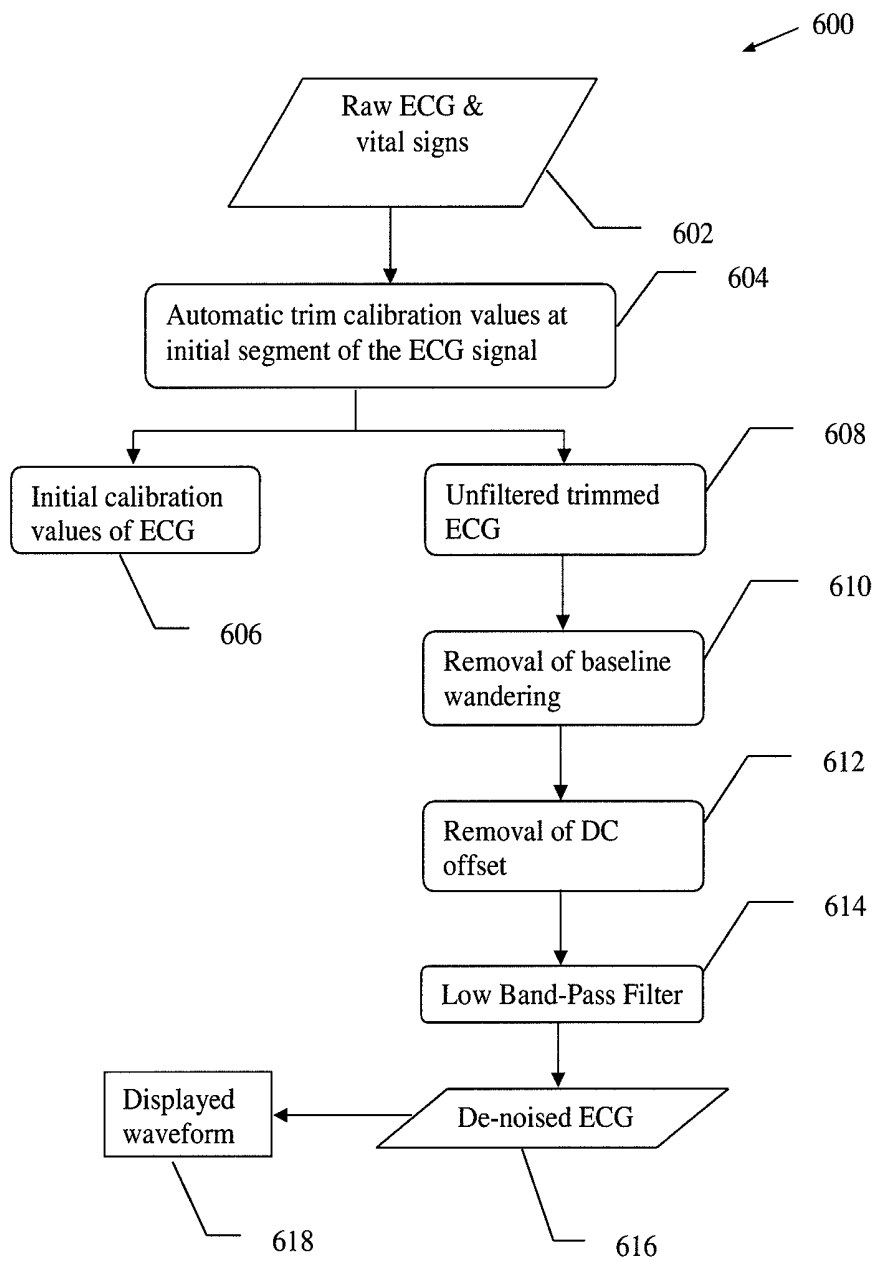 600
Raw ECG &
vital signs
602
604
Automatic trim calibration values at
initial segment of the ECG signal
608
Initial calibration
values of ECG
Unfiltered trimmed
ECG
606
610
Removal of baseline
wandering
612
Removal of DC
offset
614
Low Band-Pass Filter
Displayed
waveform
De-noised ECG
618
616